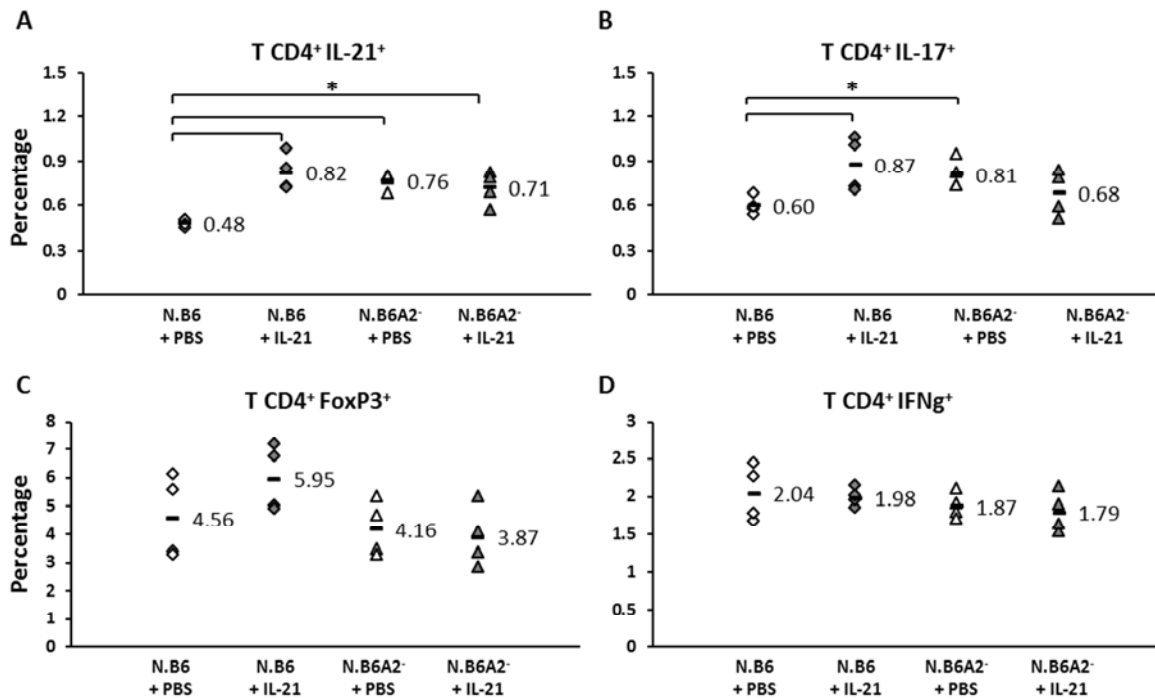 A
T CD4⁺ IL-21⁺
Percentage
1.5
1.2
0.9
0.6
0.3
0
*
0.48
0.82
0.76
0.71
N.B6
+ PBS
N.B6
+ IL-21
N.B6A2⁻
+ PBS
N.B6A2⁻
+ IL-21
B
T CD4⁺ IL-17⁺
1.5
1.2
0.9
0.6
0.3
0
*
0.60
0.87
0.81
0.68
N.B6
+ PBS
N.B6
+ IL-21
N.B6A2⁻
+ PBS
N.B6A2⁻
+ IL-21
C
T CD4⁺ FoxP3⁺
Percentage
8
7
6
5
4
3
2
1
0
4.56
5.95
4.16
3.87
N.B6
+ PBS
N.B6
+ IL-21
N.B6A2⁻
+ PBS
N.B6A2⁻
+ IL-21
D
T CD4⁺ IFNg⁺
3
2.5
2
1.5
1
0.5
0
2.04
1.98
1.87
1.79
N.B6
+ PBS
N.B6
+ IL-21
N.B6A2⁻
+ PBS
N.B6A2⁻
+ IL-21